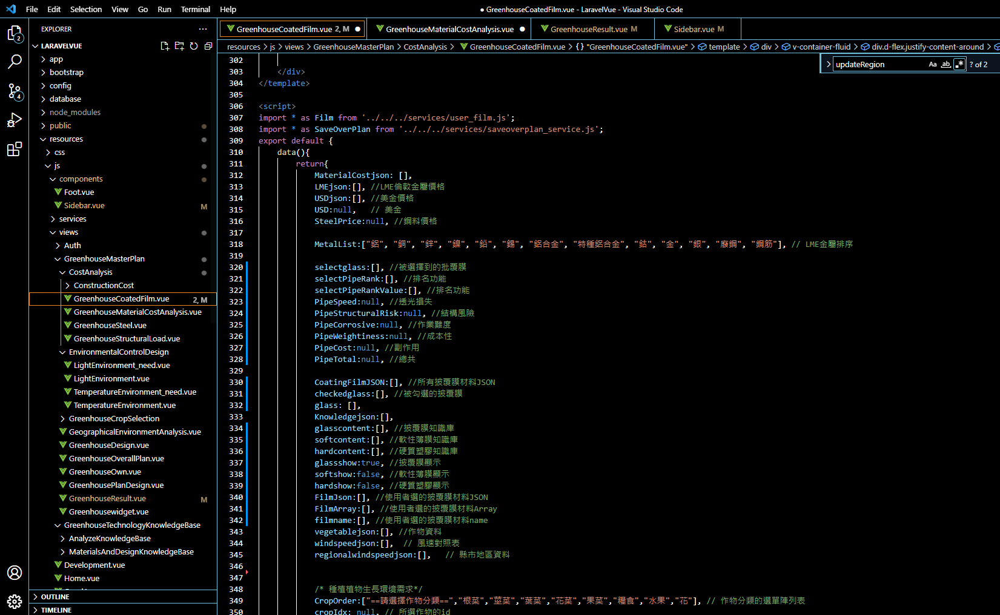 File Edit Selection View Go Run Terminal Help
● GreenhouseCoatedFilm.vue - LaravelVue - Visual Studio Code
EXPLORER
LARAVELVUE
app
bootstrap
config
database
node_modules
public
resources
css
js
components
Foot.vue
Sidebar.vue M
services
views
Auth
GreenhouseMasterPlan
CostAnalysis
ConstructionCost
GreenhouseCoatedFilm.vue 2, M
GreenhouseMaterialCostAnalysis.vue
GreenhouseSteel.vue
GreenhouseStructuralLoad.vue
EnvironmentalControlDesign
LightEnvironment_need.vue
LightEnvironment.vue
TemperatureEnvironment_need.vue
TemperatureEnvironment.vue
GreenhouseCropSelection
GeographicalEnvironmentAnalysis.vue
GreenhouseDesign.vue
GreenhouseOverallPlan.vue
GreenhouseOwn.vue
GreenhousePlanDesign.vue
GreenhouseResult.vue M
Greenhousewidget.vue
GreenhouseTechnologyKnowledgeBase
AnalyzeKnowledgeBase
MaterialsAndDesignKnowledgeBase
Development.vue
Home.vue
OUTLINE
TIMELINE
2
4
GreenhouseCoatedFilm.vue 2, M ● GreenhouseMaterialCostAnalysis.vue ● GreenhouseResult.vue M Sidebar.vue M
resources > js > views > GreenhouseMasterPlan > CostAnalysis > GreenhouseCoatedFilm.vue > {} "GreenhouseCoatedFilm.vue" > template > div > v-container-fluid > div.d-flex.justify-content-around >
updateRegion Aa ab .* ? of 2
302
303 </div>
304 </template>
305
306 <script>
307 import * as Film from '../../../services/user_film.js';
308 import * as SaveOverPlan from '../../../services/saveoverplan_service.js';
309 export default {
310 data(){
311 return{
312 MaterialCostjson: [],
313 LMEjson:[], //LME倫敦金屬價格
314 USDjson:[], //美金價格
315 USD:null, // 美金
316 SteelPrice:null, //鋼料價格
317
318 MetalList:["鋁", "銅", "鋅", "鎳", "鉛", "錫", "鋁合金", "特種鋁合金", "鈷", "金", "銀", "廢鋼", "鋼筋"], // LME金屬排序
319
320 selectglass:[], //被選擇到的批覆膜
321 selectPipeRank:[], //排名功能
322 selectPipeRankValue:[], //排名功能
323 PipeSpeed:null, //透光損失
324 PipeStructuralRisk:null, //結構風險
325 PipeCorrosive:null, //作業難度
326 PipeWeightiness:null, //成本性
327 PipeCost:null, //副作用
328 PipeTotal:null, //總共
329
330 CoatingFilmJSON:[], //所有披覆膜材料JSON
331 checkedglass:[], //被勾選的披覆膜
332 glass: [],
333 Knowledgejson:[],
334 glasscontent:[], //披覆膜知識庫
335 softcontent:[], //軟性薄膜知識庫
336 hardcontent:[], //硬質塑膠知識庫
337 glassshow:true, //披覆膜顯示
338 softshow:false, //軟性薄膜顯示
339 hardshow:false, //硬質塑膠顯示
340 FilmJson:[], //使用者選的披覆膜材料JSON
341 FilmArray:[], //使用者選的披覆膜材料Array
342 filmname:[], //使用者選的披覆膜材料name
343 vegetablejson:[], //作物資料
344 windspeedjson:[], // 風速對照表
345 regionalwindspeedjson:[], // 縣市地區資料
346
347
348 /* 種植植物生長環境需求*/
349 CropOrder:["==請選擇作物分類==","根菜","莖菜","葉菜","花菜","果菜","糧食","水果","花"], // 作物分類的選單陣列表
350 cropIdx: null, // 所選作物的id